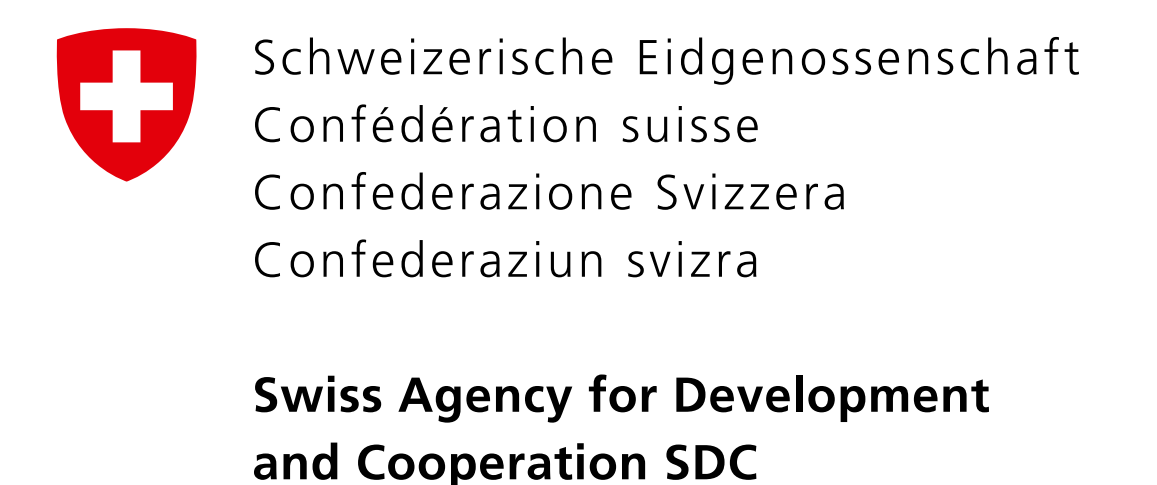 Schweizerische Eidgenossenschaft
Confédération suisse
Confederazione Svizzera
Confederaziun svizra
Swiss Agency for Development
and Cooperation SDC